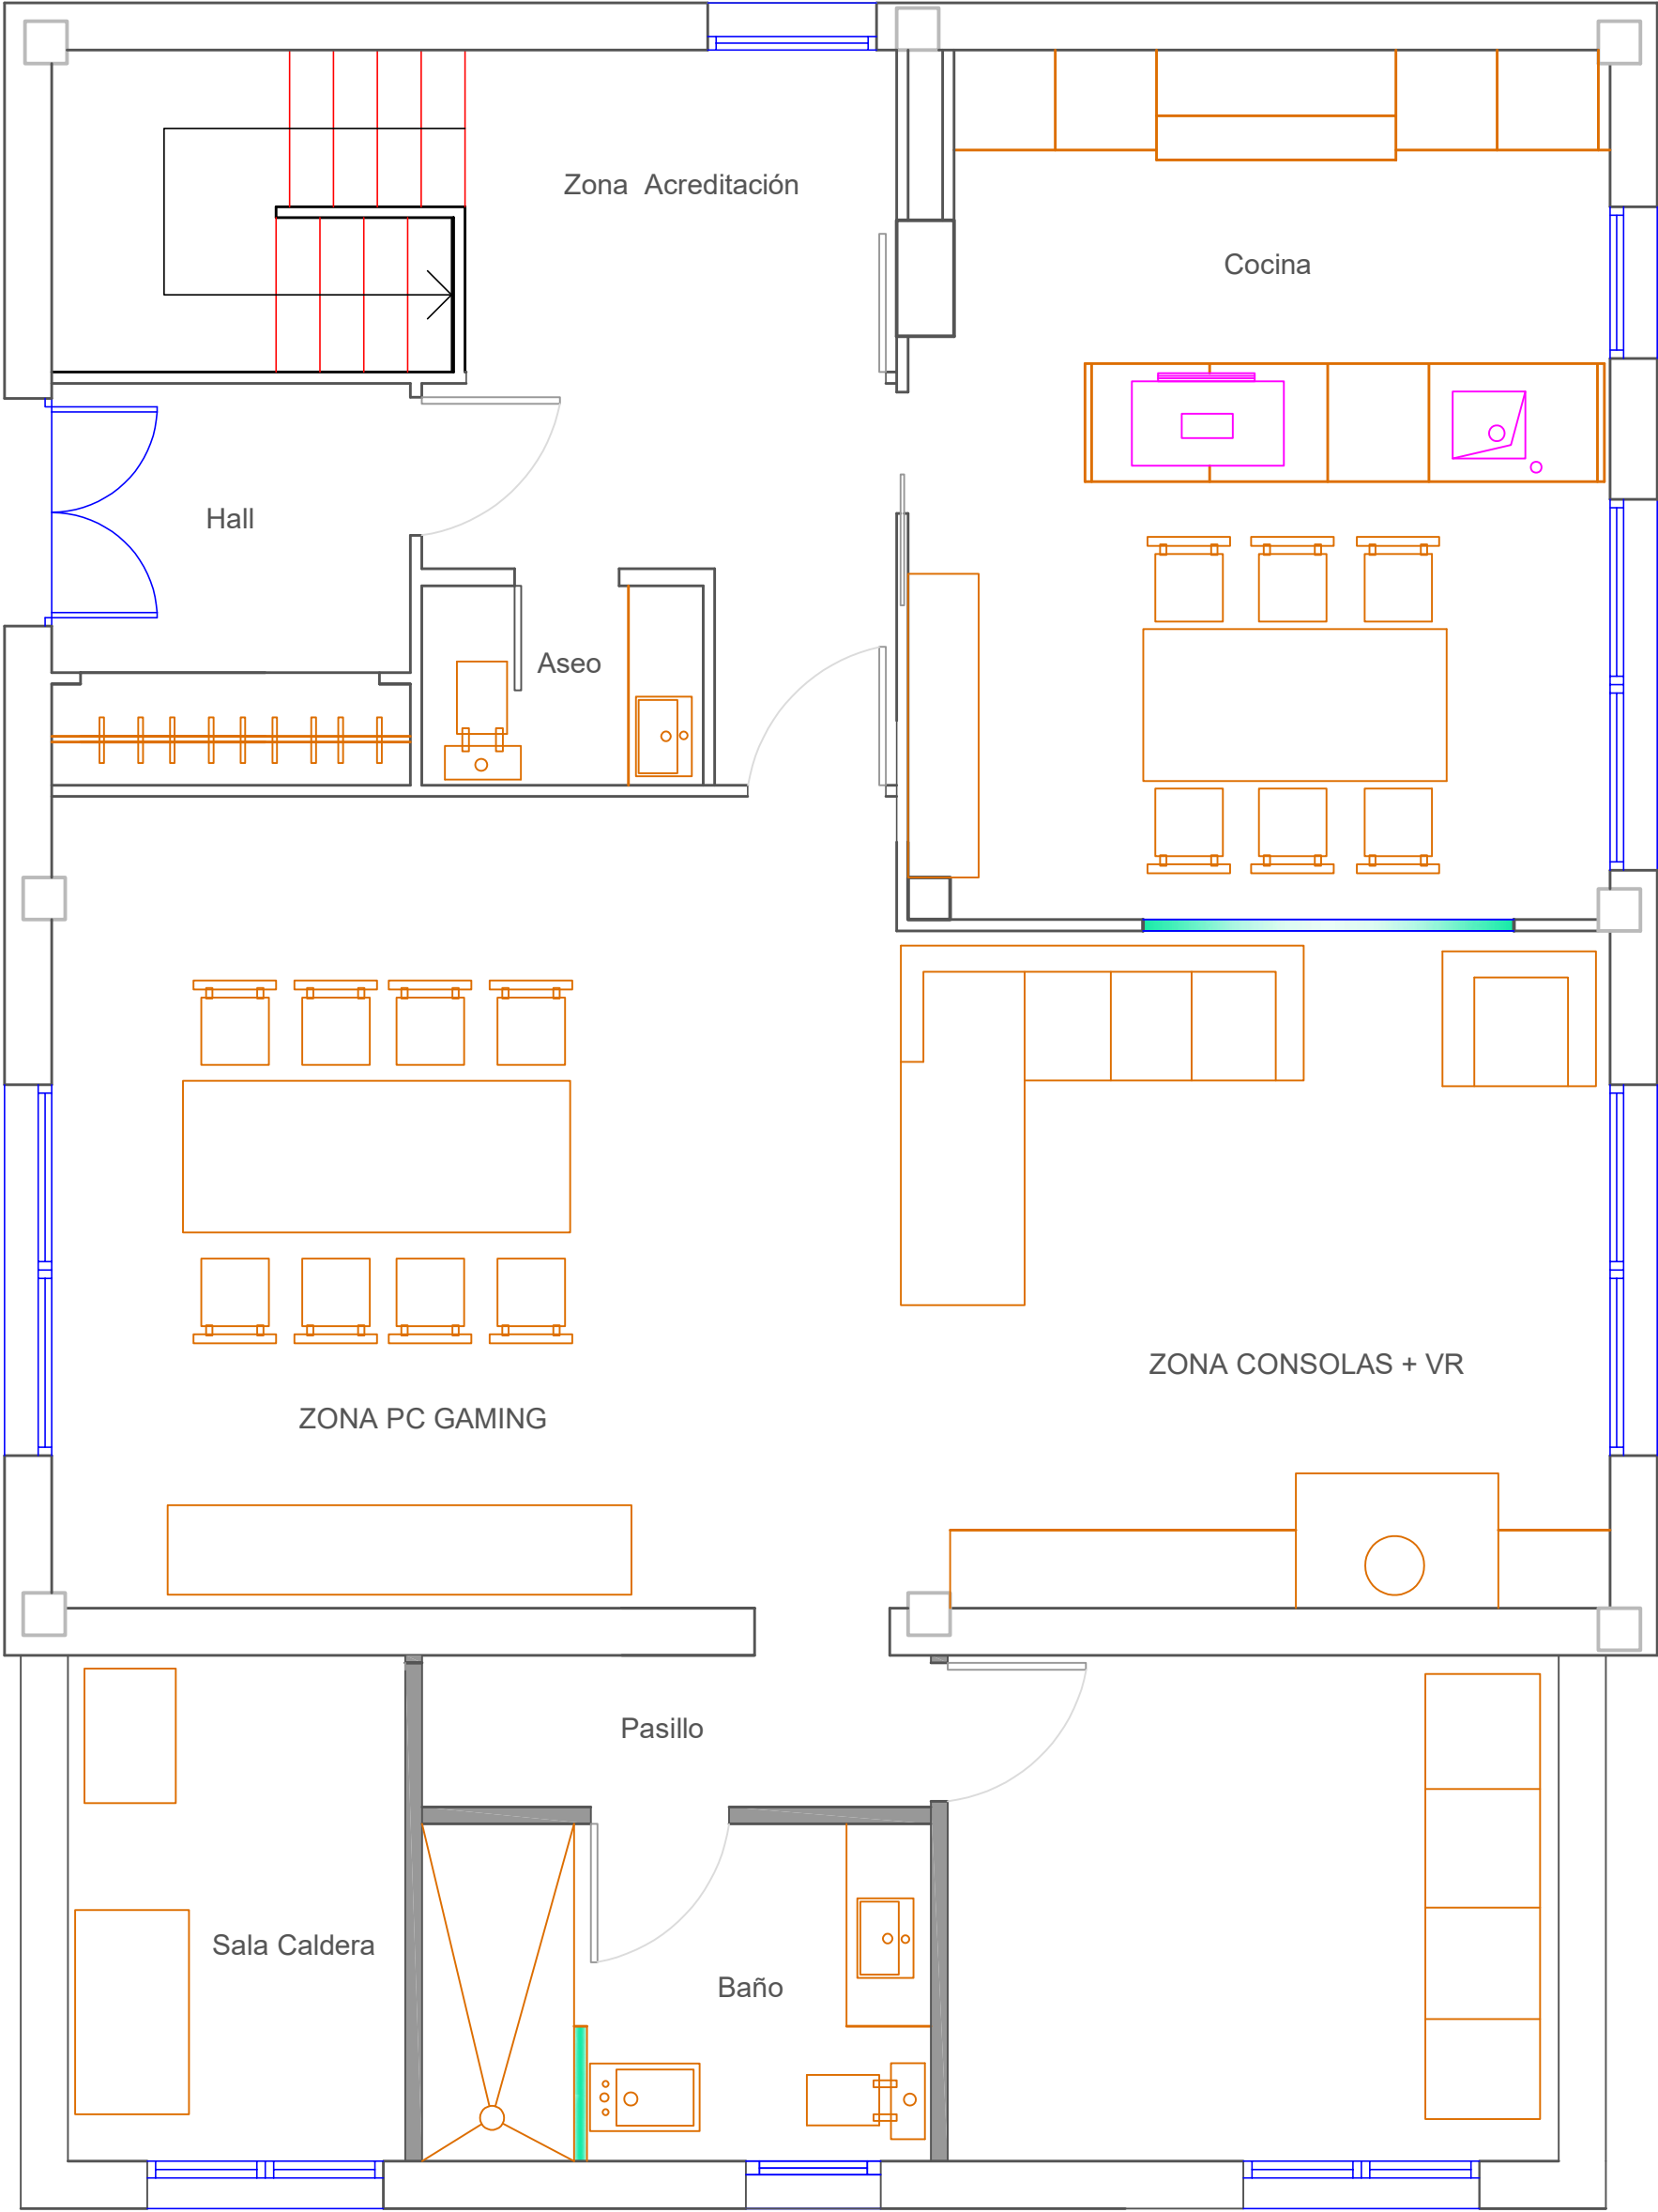 Zona Acreditación
Cocina
Hall
Aseo
ZONA CONSOLAS + VR
ZONA PC GAMING
Pasillo
Sala Caldera
Baño